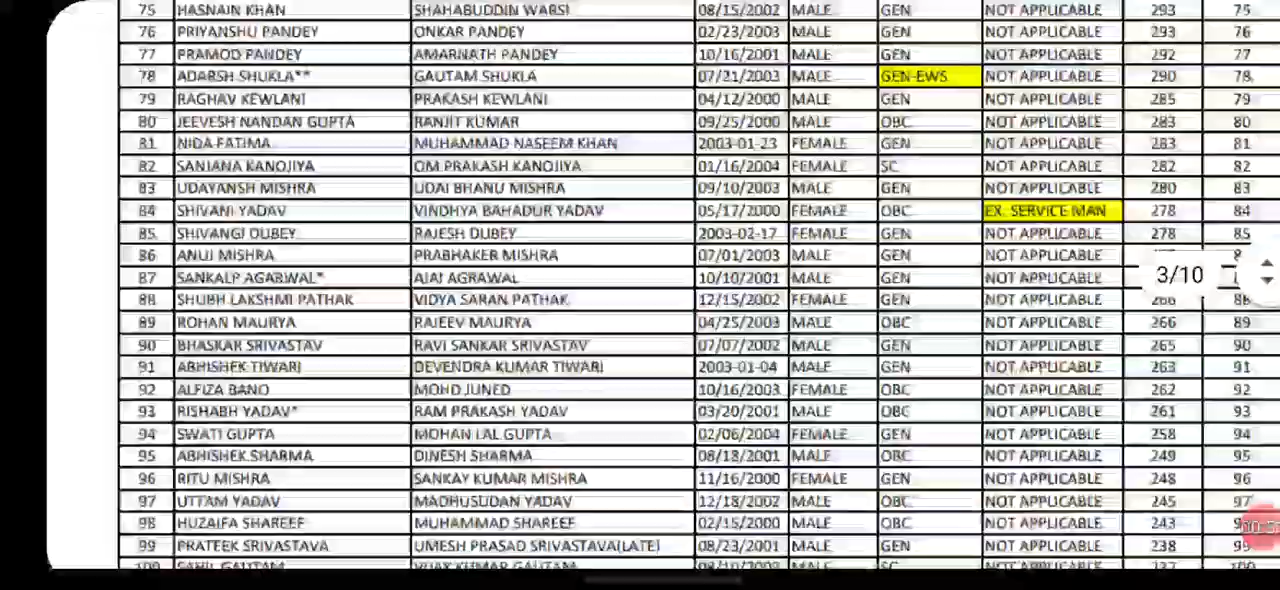 75 HASNAIN KHAN SHAHABUDDIN WARSI 08/15/2002 MALE GEN NOT APPLICABLE 293 75
76 PRIYANSHU PANDEY ONKAR PANDEY 02/23/2003 MALE GEN NOT APPLICABLE 293 76
77 PRAMOD PANDEY AMARNATH PANDEY 10/16/2001 MALE GEN NOT APPLICABLE 292 77
78 ADARSH SHUKLA** GAUTAM SHUKLA 07/21/2003 MALE GEN-EWS NOT APPLICABLE 290 78
79 RAGHAV KEWLANI PRAKASH KEWLANI 04/12/2000 MALE GEN NOT APPLICABLE 285 79
80 JEEVESH NANDAN GUPTA RANJIT KUMAR 09/25/2000 MALE OBC NOT APPLICABLE 283 80
81 NIDA FATIMA MUHAMMAD NASEEM KHAN 2003-01-23 FEMALE GEN NOT APPLICABLE 283 81
82 SANJANA KANOJIYA OM PRAKASH KANOJIYA 01/16/2004 FEMALE SC NOT APPLICABLE 282 82
83 UDAYANSH MISHRA UDAI BHANU MISHRA 09/10/2003 MALE GEN NOT APPLICABLE 280 83
84 SHIVANI YADAV VINDHYA BAHADUR YADAV 05/17/2000 FEMALE OBC EX. SERVICE MAN 278 84
85 SHIVANGI DUBEY RAJESH DUBEY 2003-02-17 FEMALE GEN NOT APPLICABLE 278 85
86 ANUJ MISHRA PRABHAKER MISHRA 07/01/2003 MALE GEN NOT APPLICABLE
87 SANKALP AGARWAL* AJAI AGRAWAL 10/10/2001 MALE GEN NOT APPLICABLE 3/10
88 SHUBH LAKSHMI PATHAK VIDYA SARAN PATHAK 12/15/2002 FEMALE GEN NOT APPLICABLE 88
89 ROHAN MAURYA RAJEEV MAURYA 04/25/2003 MALE OBC NOT APPLICABLE 266 89
90 BHASKAR SRIVASTAV RAVI SANKAR SRIVASTAV 07/07/2002 MALE GEN NOT APPLICABLE 265 90
91 ABHISHEK TIWARI DEVENDRA KUMAR TIWARI 2003-01-04 MALE GEN NOT APPLICABLE 263 91
92 ALFIZA BANO MOHD JUNED 10/16/2003 FEMALE OBC NOT APPLICABLE 262 92
93 RISHABH YADAV* RAM PRAKASH YADAV 03/20/2001 MALE OBC NOT APPLICABLE 261 93
94 SWATI GUPTA MOHAN LAL GUPTA 02/06/2004 FEMALE GEN NOT APPLICABLE 258 94
95 ABHISHEK SHARMA DINESH SHARMA 08/18/2001 MALE OBC NOT APPLICABLE 249 95
96 RITU MISHRA SANKAY KUMAR MISHRA 11/16/2000 FEMALE GEN NOT APPLICABLE 248 96
97 UTTAM YADAV MADHUSUDAN YADAV 12/18/2002 MALE OBC NOT APPLICABLE 245 97
98 HUZAIFA SHAREEF MUHAMMAD SHAREEF 02/15/2000 MALE OBC NOT APPLICABLE 243
99 PRATEEK SRIVASTAVA UMESH PRASAD SRIVASTAVA(LATE) 08/23/2001 MALE GEN NOT APPLICABLE 238 99